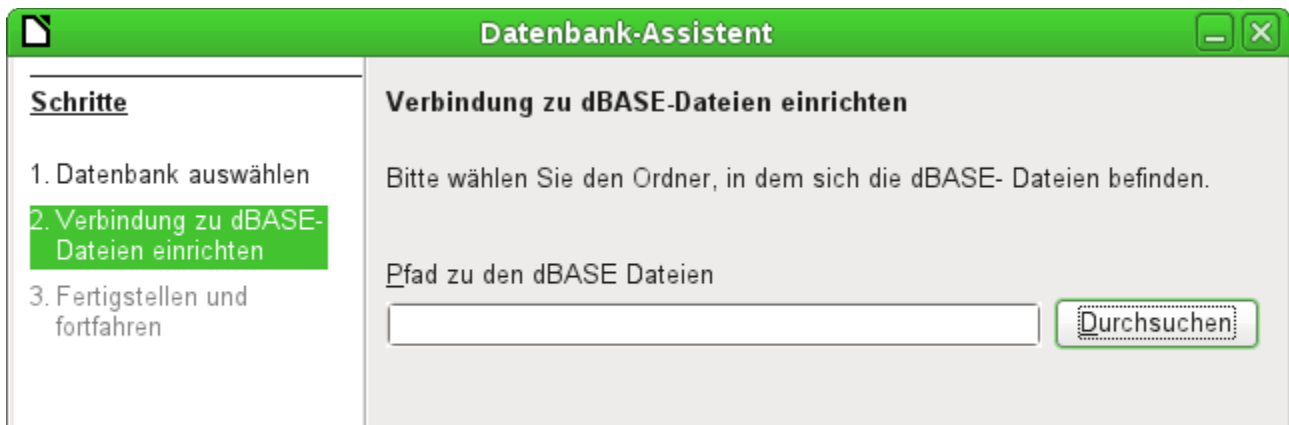 Datenbank-Assistent
Schritte
1. Datenbank auswählen
2. Verbindung zu dBASE-
Dateien einrichten
3. Fertigstellen und
fortfahren
Verbindung zu dBASE-Dateien einrichten
Bitte wählen Sie den Ordner, in dem sich die dBASE- Dateien befinden.
Pfad zu den dBASE Dateien
Durchsuchen